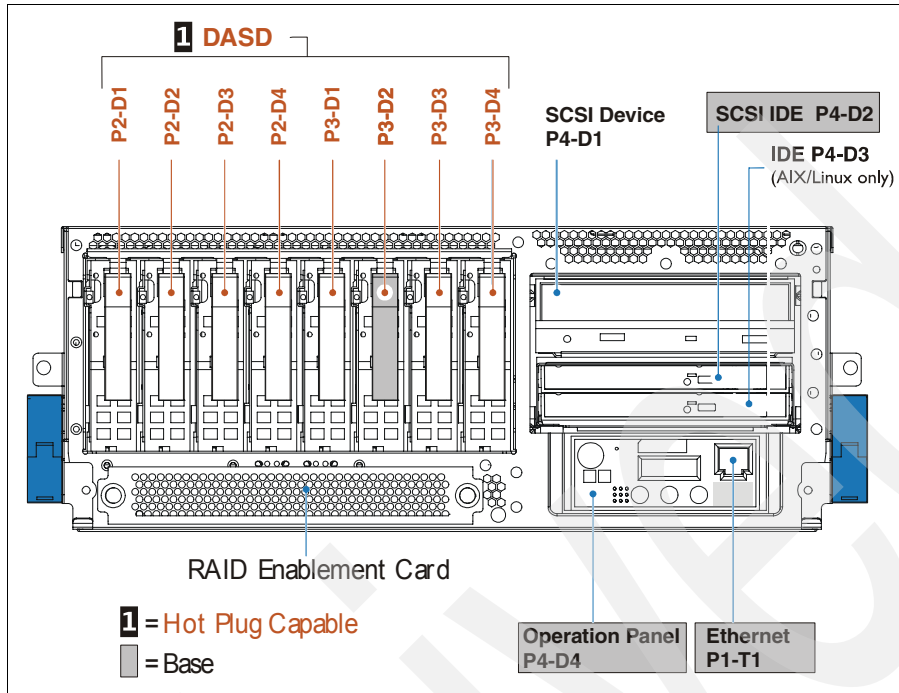 1 DASD
P2-D1
P2-D2
P2-D3
P2-D4
P3-D1
P3-D2
P3-D3
P3-D4
SCSI Device
P4-D1
SCSI IDE P4-D2
IDE P4-D3
(AIX/Linux only)
RAID Enablement Card
1 = Hot Plug Capable
= Base
Operation Panel
P4-D4
Ethernet
P1-T1